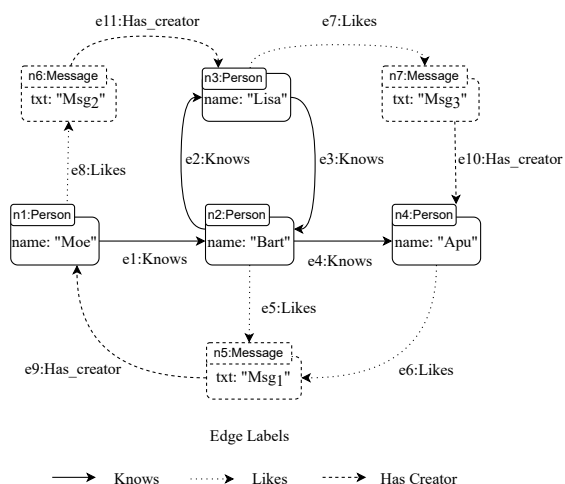 e11:Has_creator
e7:Likes
n6:Message
txt: "Msg2"
n3:Person
name: "Lisa"
n7:Message
txt: "Msg3"
e2:Knows
e3:Knows
e10:Has_creator
e8:Likes
n1:Person
name: "Moe"
n2:Person
name: "Bart"
n4:Person
name: "Apu"
e1:Knows
e4:Knows
e5:Likes
n5:Message
txt: "Msg1"
e9:Has_creator
e6:Likes
Edge Labels
Knows Likes Has Creator